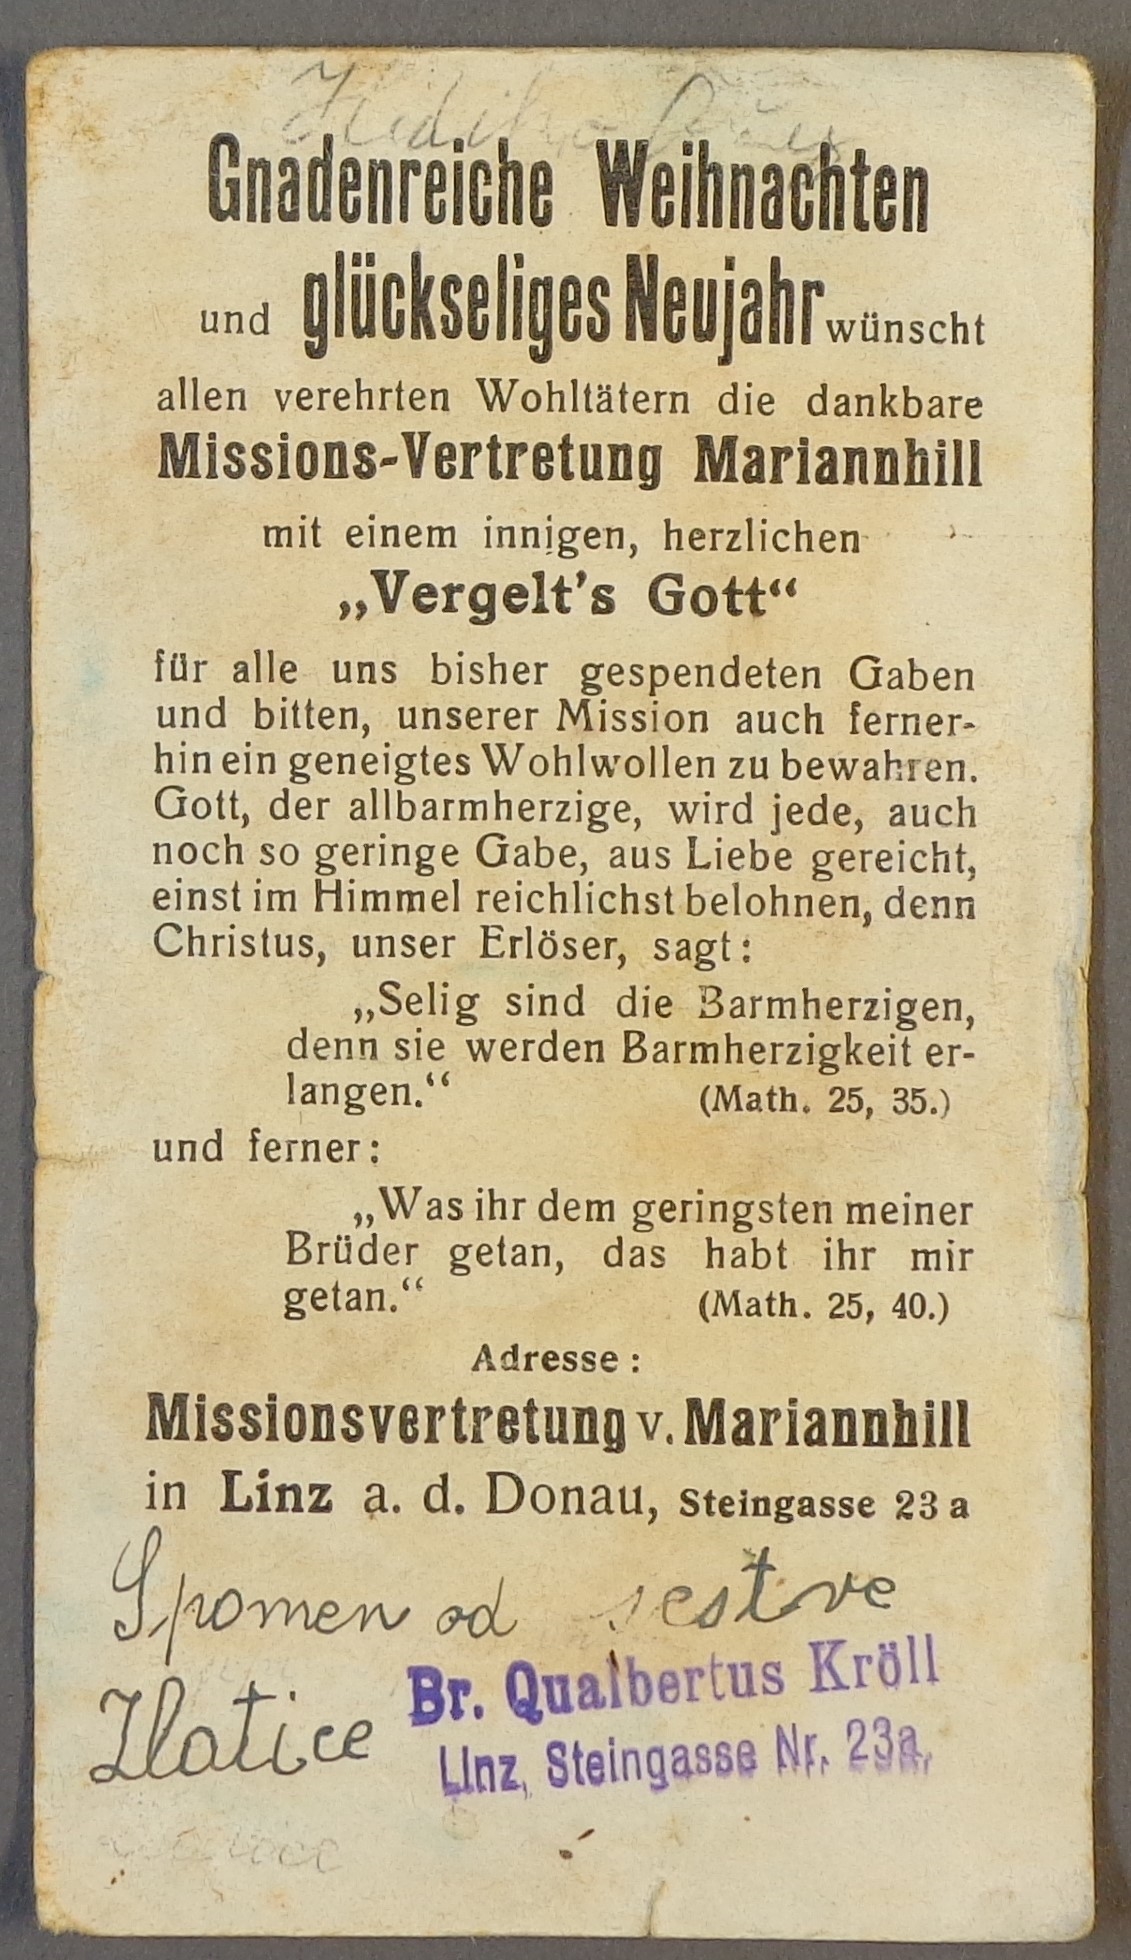 Gnadenreiche Weihnachten
und glückseliges Neujahr wünscht
allen verehrten Wohltätern die dankbare
Missions-Vertretung Mariannhill
mit einem innigen, herzlichen
„Vergelt's Gott“
für alle uns bisher gespendeten Gaben
und bitten, unserer Mission auch ferner-
hin ein geneigtes Wohlwollen zu bewahren.
Gott, der allbarmherzige, wird jede, auch
noch so geringe Gabe, aus Liebe gereicht,
einst im Himmel reichlichst belohnen, denn
Christus, unser Erlöser, sagt:
„Selig sind die Barmherzigen,
denn sie werden Barmherzigkeit er-
langen.“ (Math. 25, 35.)
und ferner:
„Was ihr dem geringsten meiner
Brüder getan, das habt ihr mir
getan.“ (Math. 25, 40.)
Adresse:
Missionsvertretung v. Mariannhill
in Linz a. d. Donau, Steingasse 23 a
Spomen od sestre
Zlatice
Br. Qualbertus Kröll
Linz, Steingasse Nr. 23a,